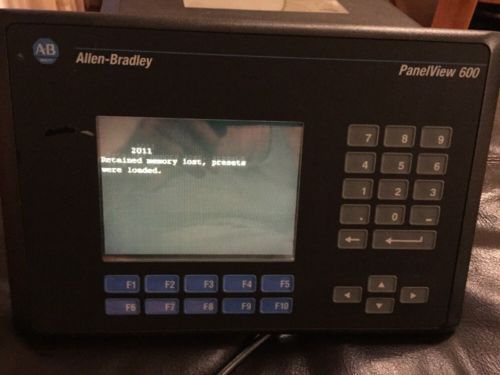 AB
Allen-Bradley
PanelView 600
2011
Retained memory lost, presets
were loaded.
7 8 9
4 5 6
1 2 3
. 0 -
F1 F2 F3 F4 F5
F6 F7 F8 F9 F10